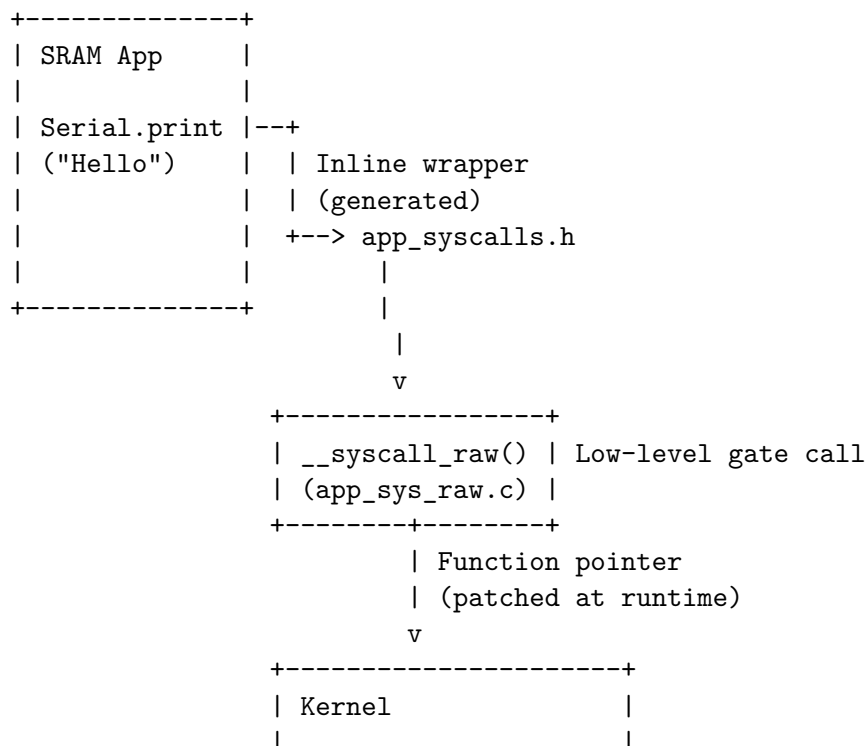 +--------------+
| SRAM App     |
|              |
| Serial.print |--+
| ("Hello")    |  | Inline wrapper
|              |  | (generated)
|              |  +--> app_syscalls.h
|              |        |
+--------------+        |
                         |
                         v
                 +-----------------+
                 | __syscall_raw() | Low-level gate call
                 | (app_sys_raw.c) |
                 +--------+--------+
                          | Function pointer
                          | (patched at runtime)
                          v
                 +----------------------+
                 | Kernel               |
                 |                      |